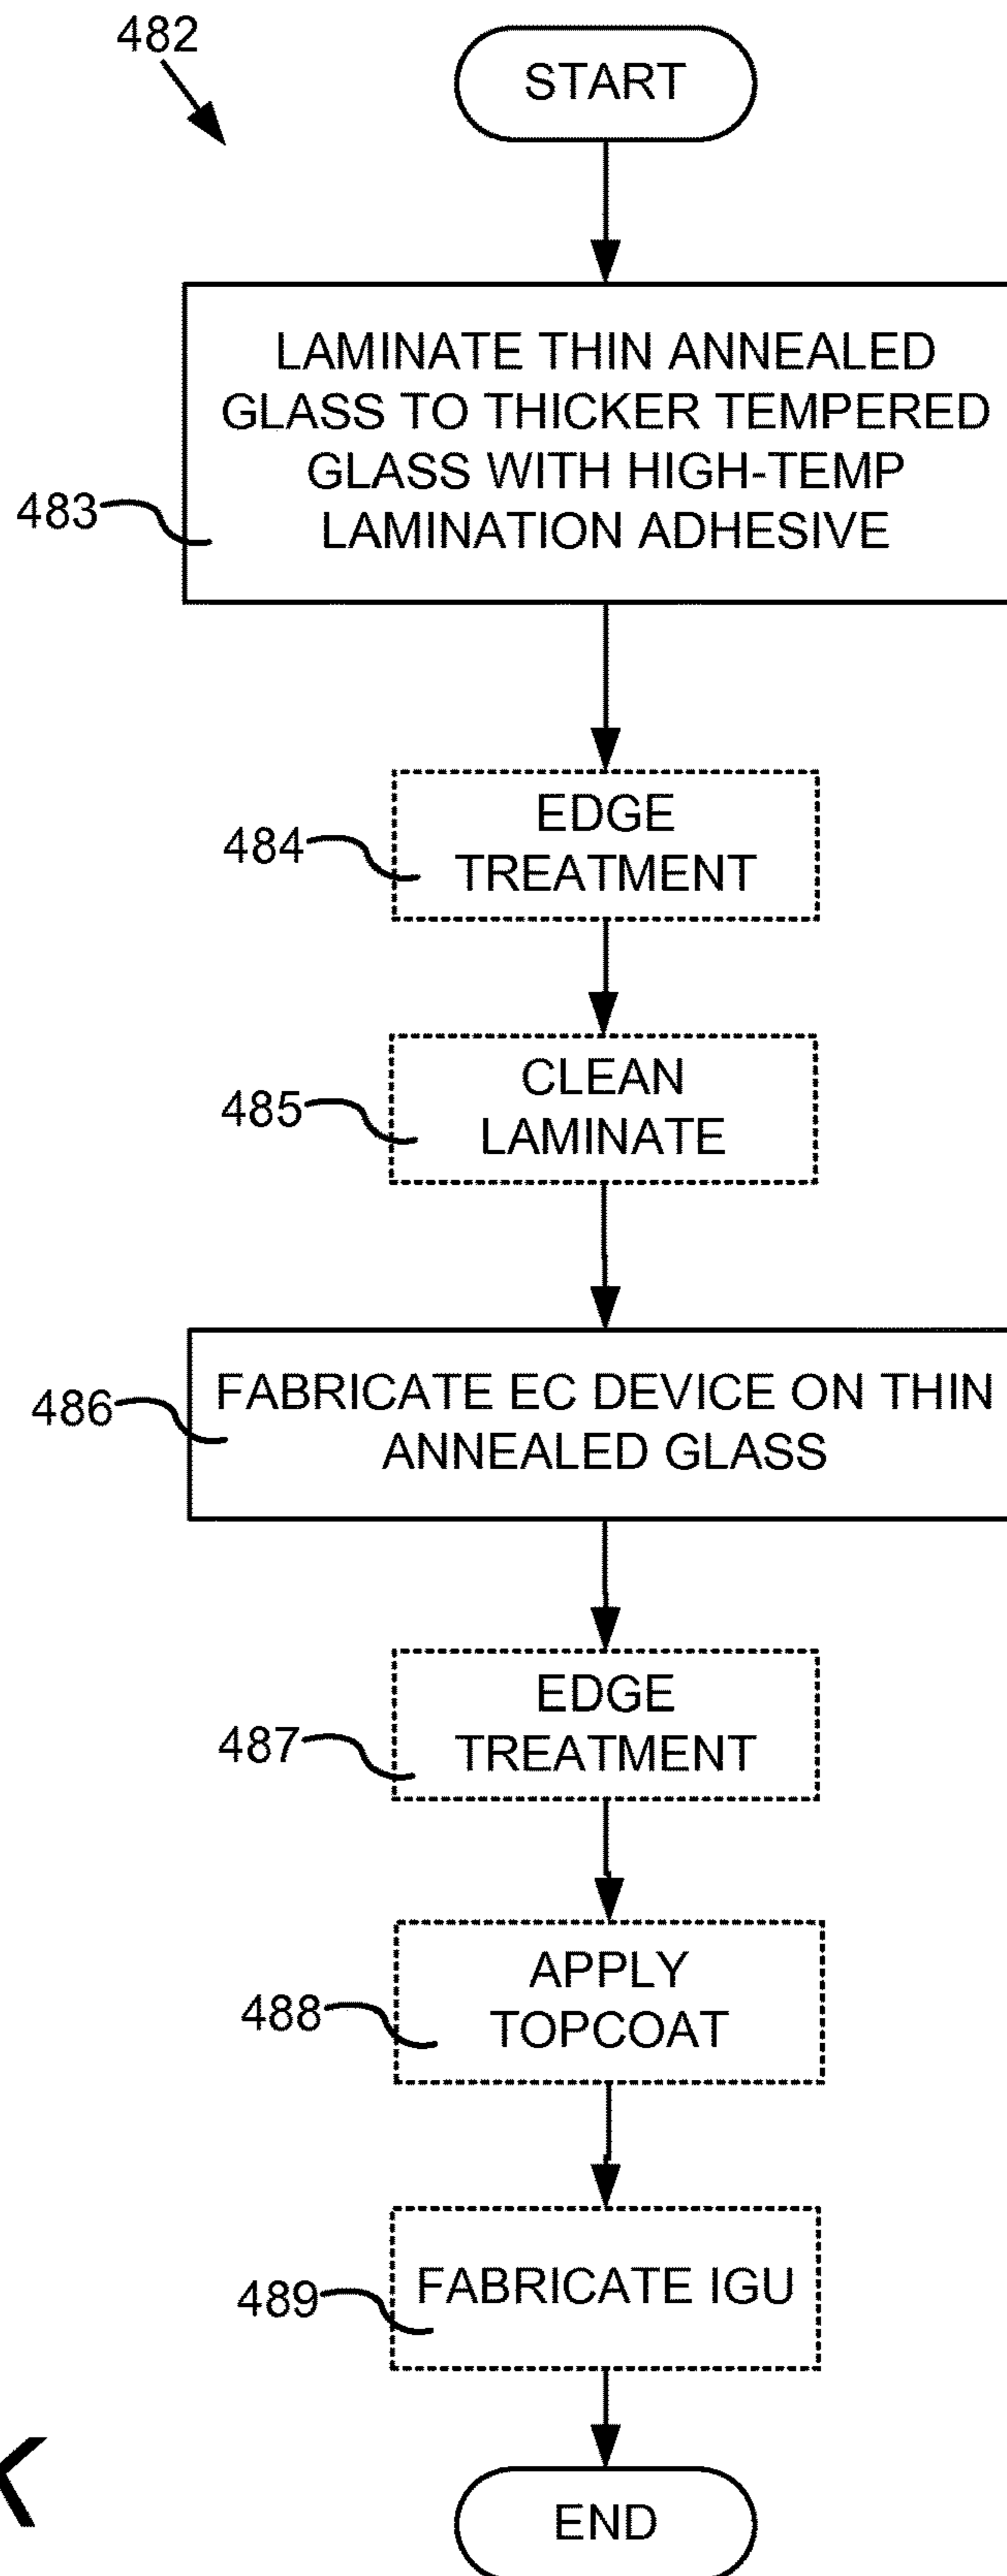 482
START
LAMINATE THIN ANNEALED
GLASS TO THICKER TEMPERED
GLASS WITH HIGH-TEMP
LAMINATION ADHESIVE
483
EDGE
TREATMENT
484
CLEAN
LAMINATE
485
FABRICATE EC DEVICE ON THIN
ANNEALED GLASS
486
EDGE
TREATMENT
487
APPLY
TOPCOAT
488
FABRICATE IGU
489
END
K